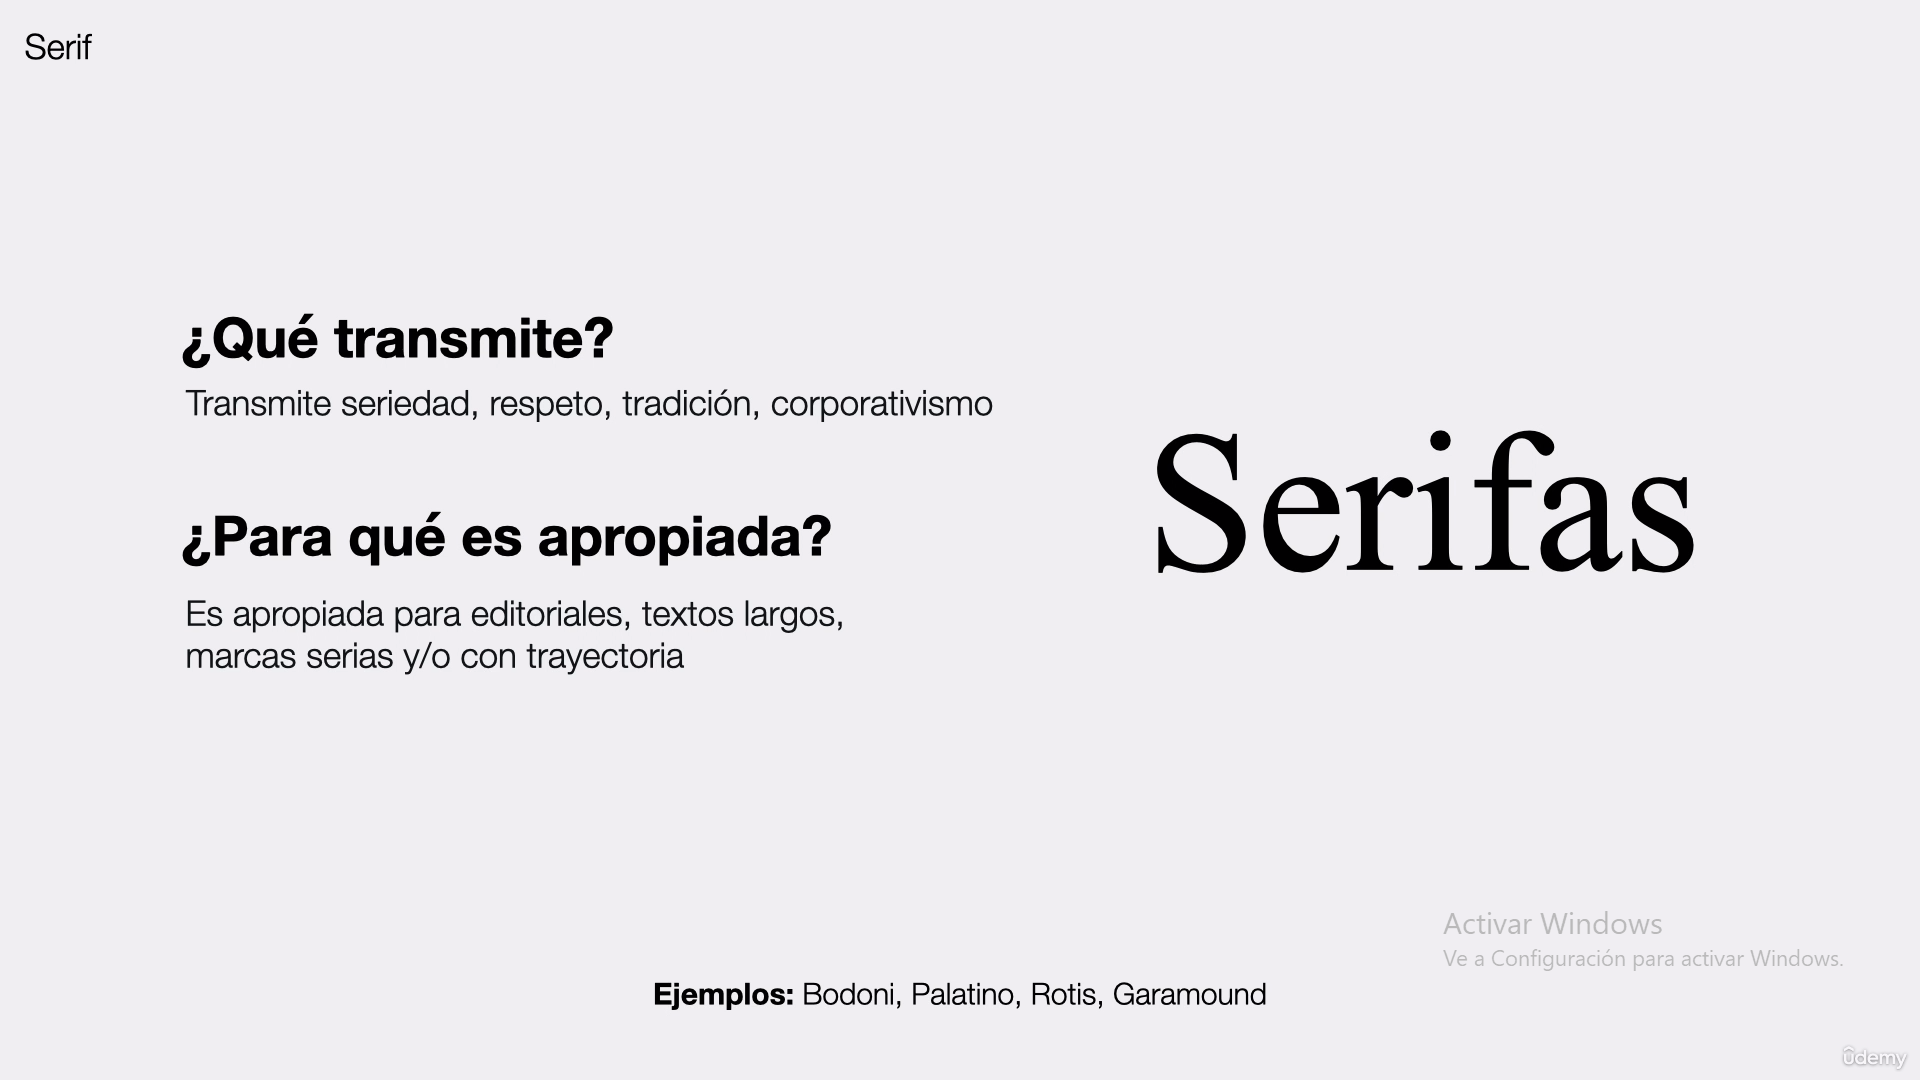 Serif
¿Qué transmite?
Transmite seriedad, respeto, tradición, corporativismo
¿Para qué es apropiada?
Es apropiada para editoriales, textos largos,
marcas serias y/o con trayectoria
Serifas
Activar Windows
Ve a Configuración para activar Windows.
Ejemplos: Bodoni, Palatino, Rotis, Garamound
ûdemy